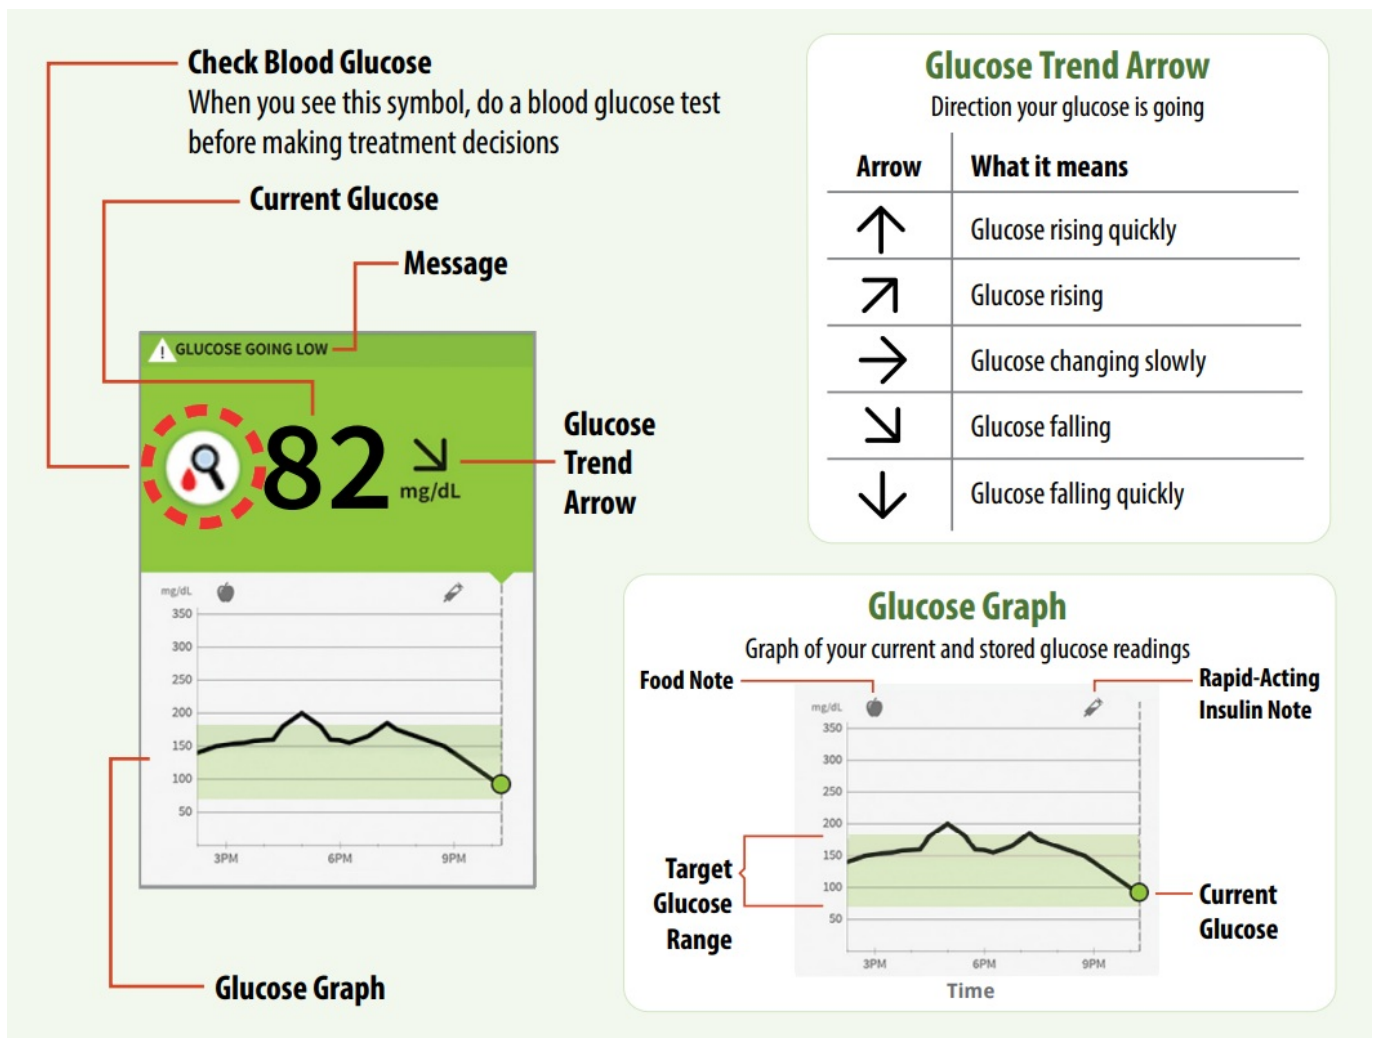 Check Blood Glucose
When you see this symbol, do a blood glucose test
before making treatment decisions
Current Glucose
Message
GLUCOSE GOING LOW
82
mg/dL
Glucose
Trend
Arrow
mg/dL
350
300
250
200
150
100
50
3PM
6PM
9PM
Glucose Graph
Glucose Trend Arrow
Direction your glucose is going
Arrow What it means
Glucose rising quickly
Glucose rising
Glucose changing slowly
Glucose falling
Glucose falling quickly
Glucose Graph
Graph of your current and stored glucose readings
Food Note
Rapid-Acting
Insulin Note
mg/dL
350
300
250
200
150
100
50
3PM
6PM
9PM
Time
Target
Glucose
Range
Current
Glucose